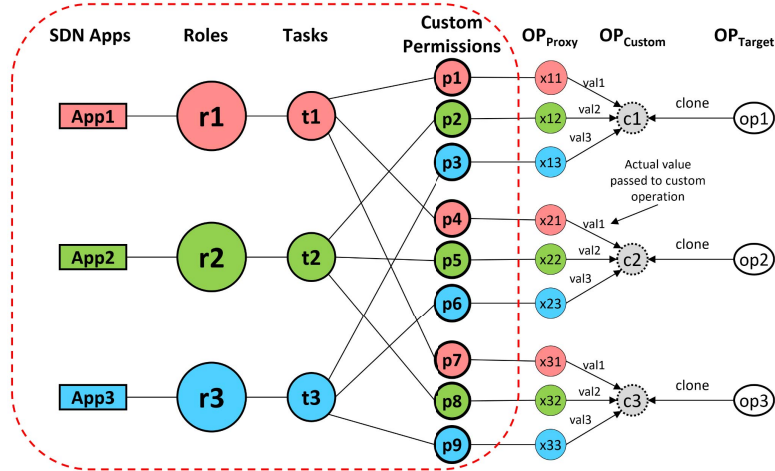 SDN Apps
Roles
Tasks
Custom
Permissions
OPProxy
OPCustom
OPTarget
App1
r1
t1
p1
x11
val1
p2
x12
val2
c1
clone
op1
p3
x13
val3
Actual value
passed to custom
operation
p4
x21
val1
App2
r2
t2
p5
x22
val2
c2
clone
op2
p6
x23
val3
p7
x31
val1
App3
r3
t3
p8
x32
val2
c3
clone
op3
p9
x33
val3